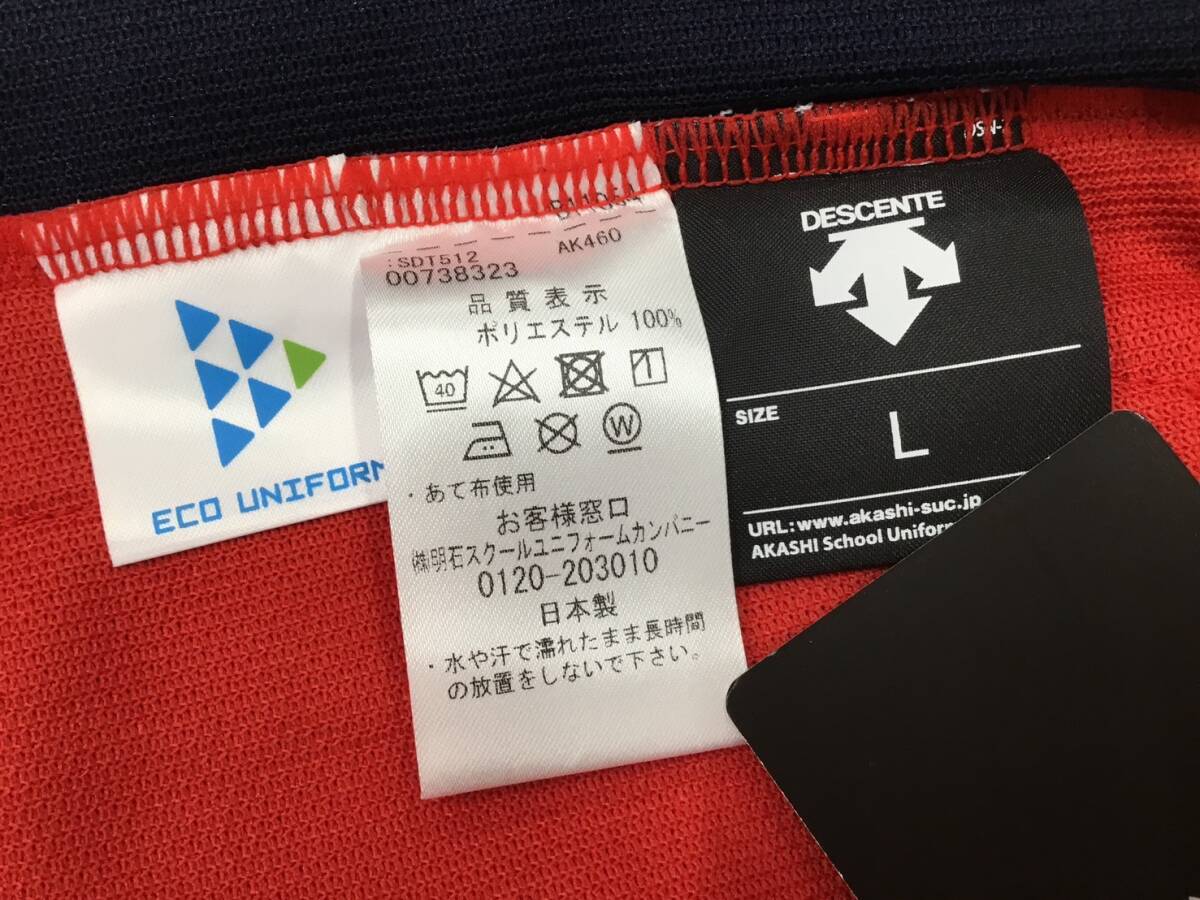 ECO UNIFORM
:SDT512
AK460
00738323
品質表示
ポリエステル 100%
40
W
・あて布使用
お客様窓口
㈱明石スクールユニフォームカンパニー
0120-203010
日本製
・水や汗で濡れたまま長時間
の放置をしないで下さい。
DESCENTE
SIZE
L
URL:www.akashi-suc.jp
AKASHI School Unifor